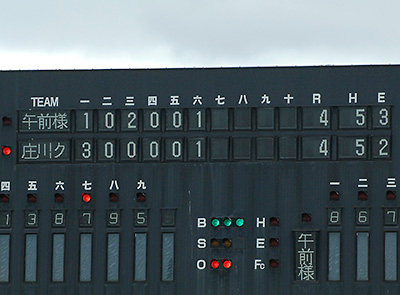 TEAM 一 二 三 四 五 六 七 八 九 十 R H E
午前様 1 0 2 0 0 1 4 5 3
庄川ク 3 0 0 0 0 1 4 5 2
四 五 六 七 八 九 一 二 三
1 3 8 7 9 5 8 6 7
B H
S E
O Fc
午前様